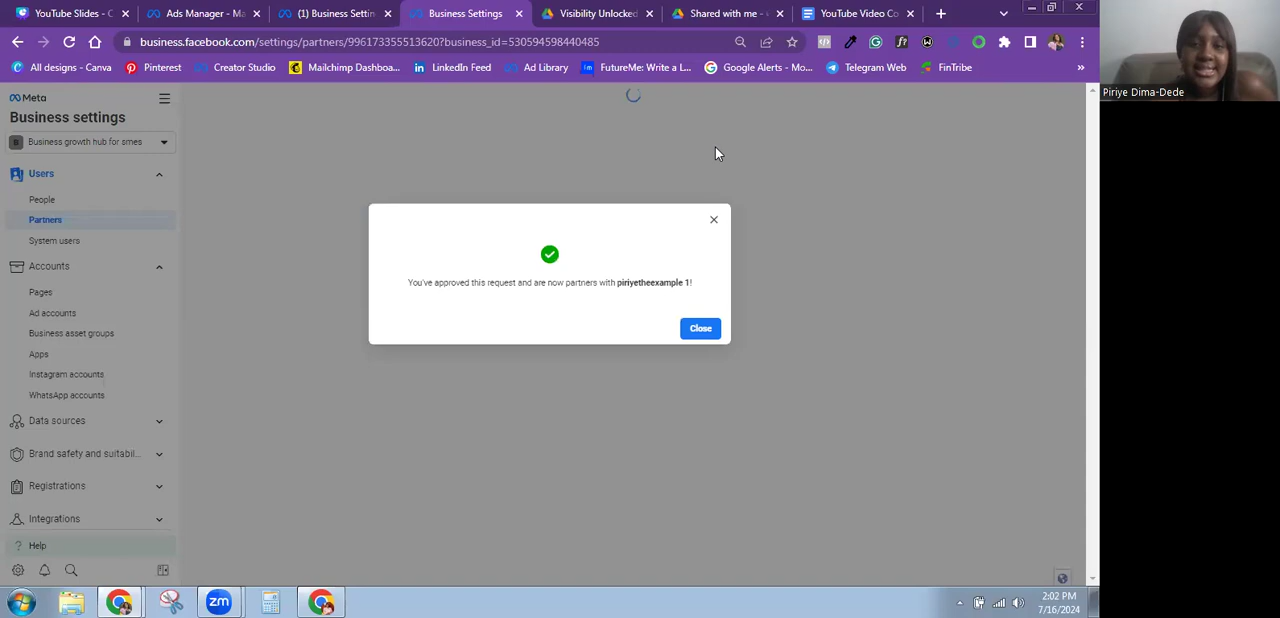 YouTube Slides - C
Ads Manager - Ma
(1) Business Settin
Business Settings
Visibility Unlocked
Shared with me -
YouTube Video Co
business.facebook.com/settings/partners/996173355513620?business_id=530594598440485
All designs - Canva
Pinterest
Creator Studio
Mailchimp Dashboa...
LinkedIn Feed
Ad Library
FutureMe: Write a L...
Google Alerts - Mo...
Telegram Web
FinTribe
»
Piriye Dima-Dede
Meta
Business settings
B Business growth hub for smes
Users
People
Partners
System users
Accounts
Pages
Ad accounts
Business asset groups
Apps
Instagram accounts
WhatsApp accounts
Data sources
Brand safety and suitabil...
Registrations
Integrations
? Help
You've approved this request and are now partners with piriyetheexample 1!
Close
zm
2:02 PM
7/16/2024